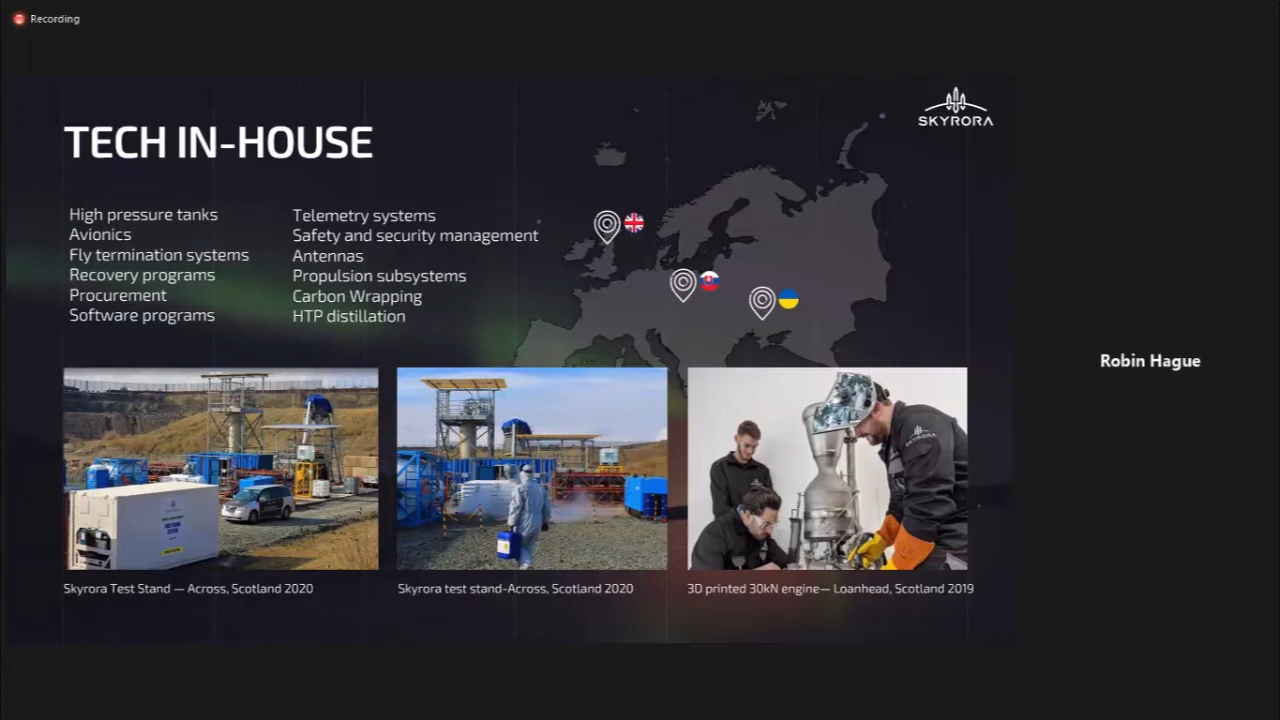 Recording
SKYRORA
TECH IN-HOUSE
High pressure tanks
Avionics
Fly termination systems
Recovery programs
Procurement
Software programs
Telemetry systems
Safety and security management
Antennas
Propulsion subsystems
Carbon Wrapping
HTP distillation
Robin Hague
SKYRORA
Skyrora Test Stand — Across, Scotland 2020
Skyrora test stand-Across, Scotland 2020
3D printed 30kN engine— Loanhead, Scotland 2019